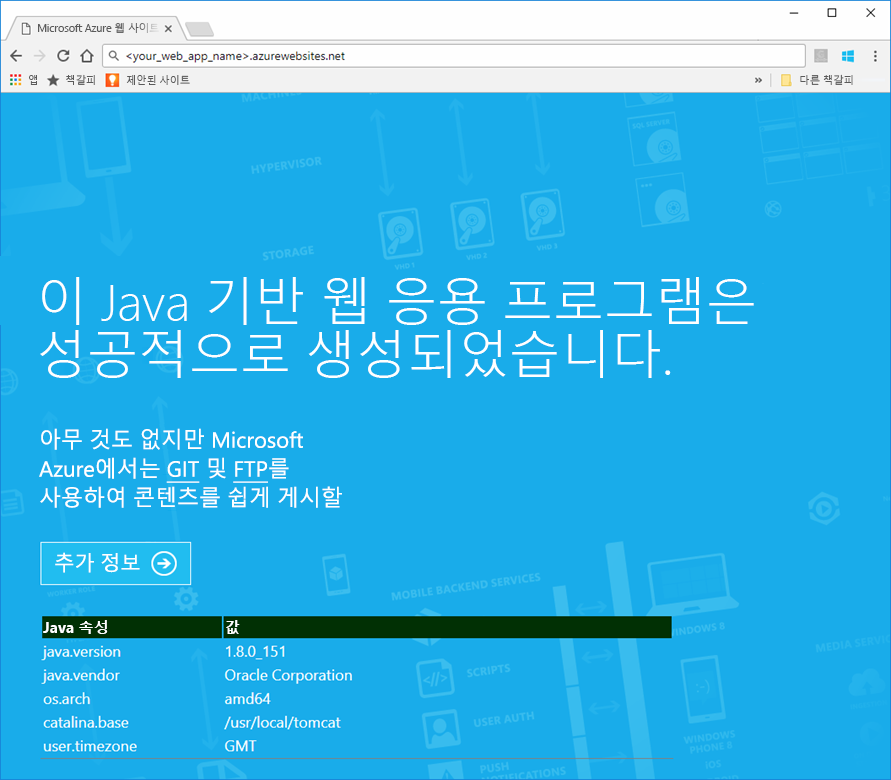 Microsoft Azure 웹 사이트
<your_web_app_name>.azurewebsites.net
앱 책갈피 제안된 사이트 » 다른 책갈피
MACHINES
SQL SERVER
HYPERVISOR
STORAGE
VHD 1 VHD 2 VHD 3
이 Java 기반 웹 응용 프로그램은
성공적으로 생성되었습니다.
아무 것도 없지만 Microsoft
Azure에서는 GIT 및 FTP를
사용하여 콘텐츠를 쉽게 게시할
추가 정보
WORKER ROLE
MOBILE BACKEND SERVICES
Java 속성 값
WINDOWS 8
java.version 1.8.0_151
MEDIA SERVICES
java.vendor Oracle Corporation
SCRIPTS
os.arch amd64
catalina.base /usr/local/tomcat
USER AUTH
user.timezone GMT
WINDOWS
PHONE 8
iOS
PUSH
NOTIFICATIONS